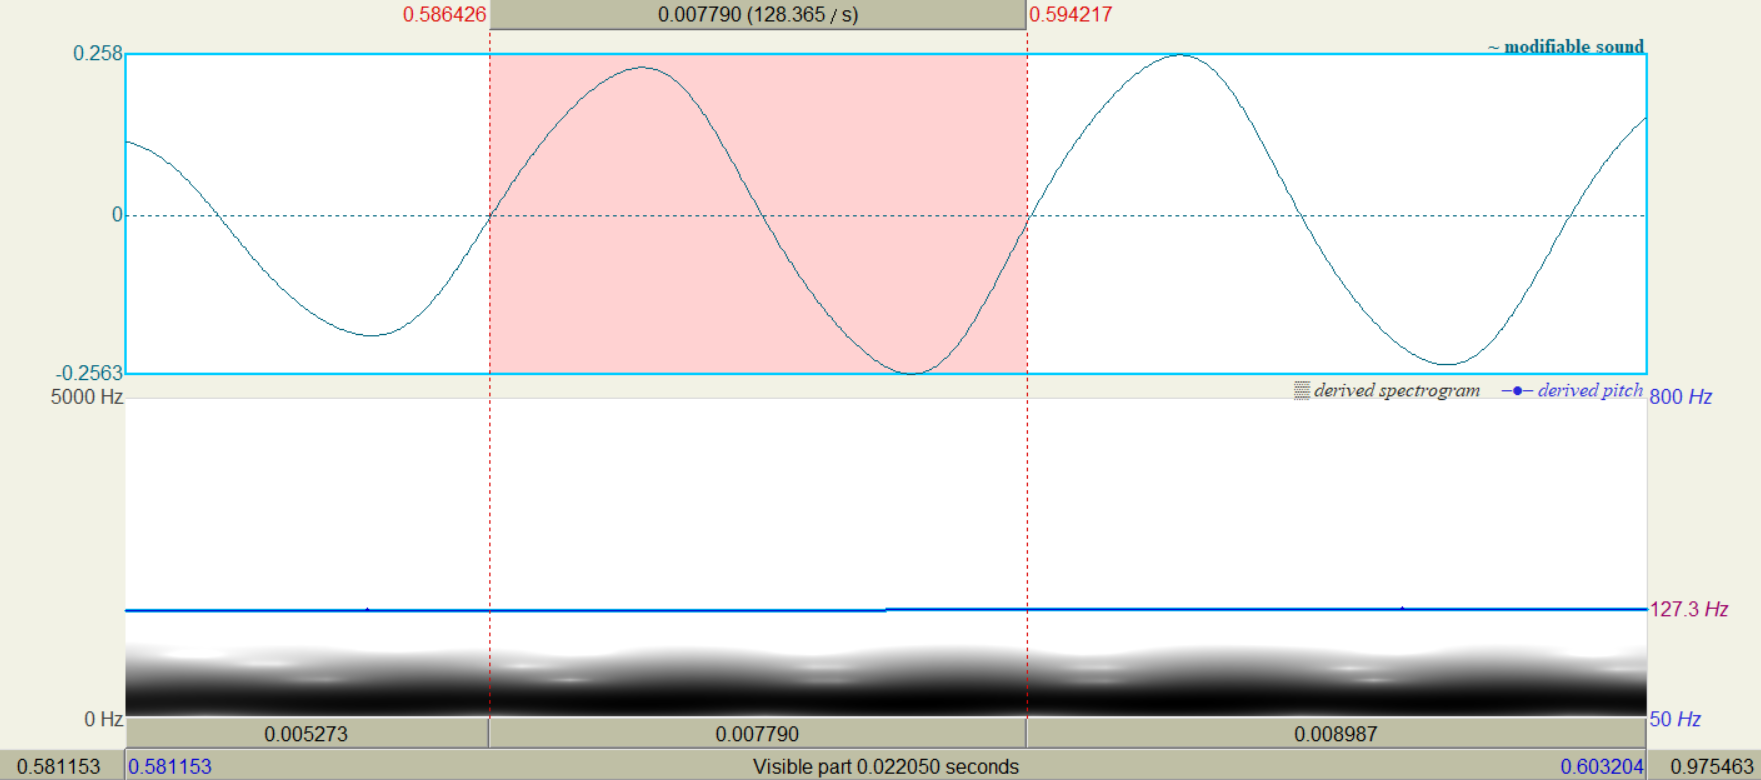 0.586426 0.007790 (128.365 / s) 0.594217
0.258 ~ modifiable sound
0
-0.2563
5000 Hz derived spectrogram derived pitch 800 Hz
127.3 Hz
0 Hz 50 Hz
0.005273 0.007790 0.008987
0.581153 0.581153 Visible part 0.022050 seconds 0.603204 0.975463